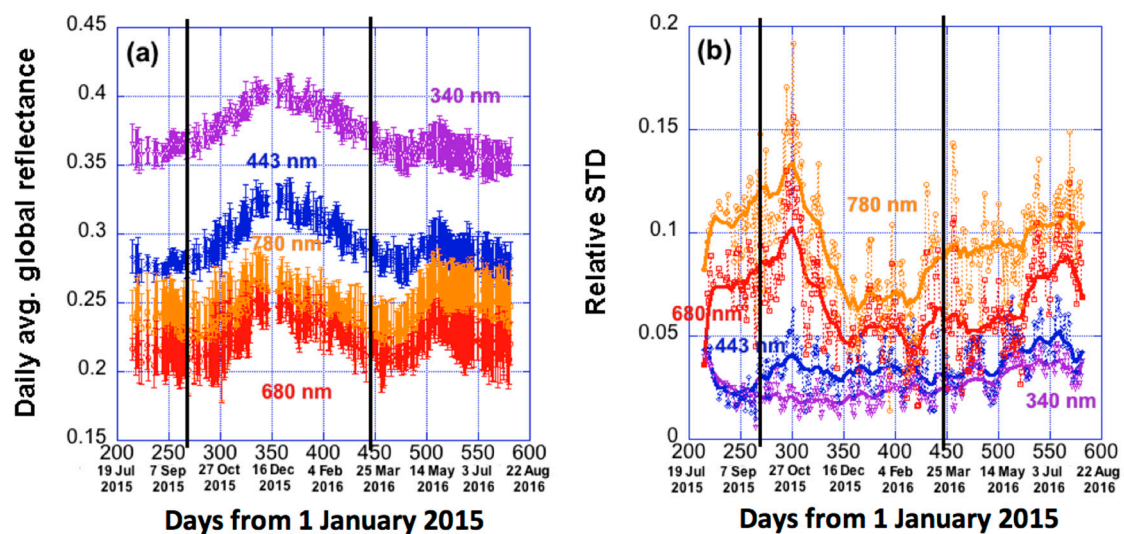 (a)
Daily avg. global reflectance
0.45
0.4
0.35
0.3
0.25
0.2
0.15
340 nm
443 nm
780 nm
680 nm
200 250 300 350 400 450 500 550 600
19 Jul 7 Sep 27 Oct 16 Dec 4 Feb 25 Mar 14 May 3 Jul 22 Aug
2015 2015 2015 2015 2016 2016 2016 2016 2016
Days from 1 January 2015
(b)
Relative STD
0.2
0.15
0.1
0.05
0
780 nm
680 nm
443 nm
340 nm
200 250 300 350 400 450 500 550 600
19 Jul 7 Sep 27 Oct 16 Dec 4 Feb 25 Mar 14 May 3 Jul 22 Aug
2015 2015 2015 2015 2016 2016 2016 2016 2016
Days from 1 January 2015